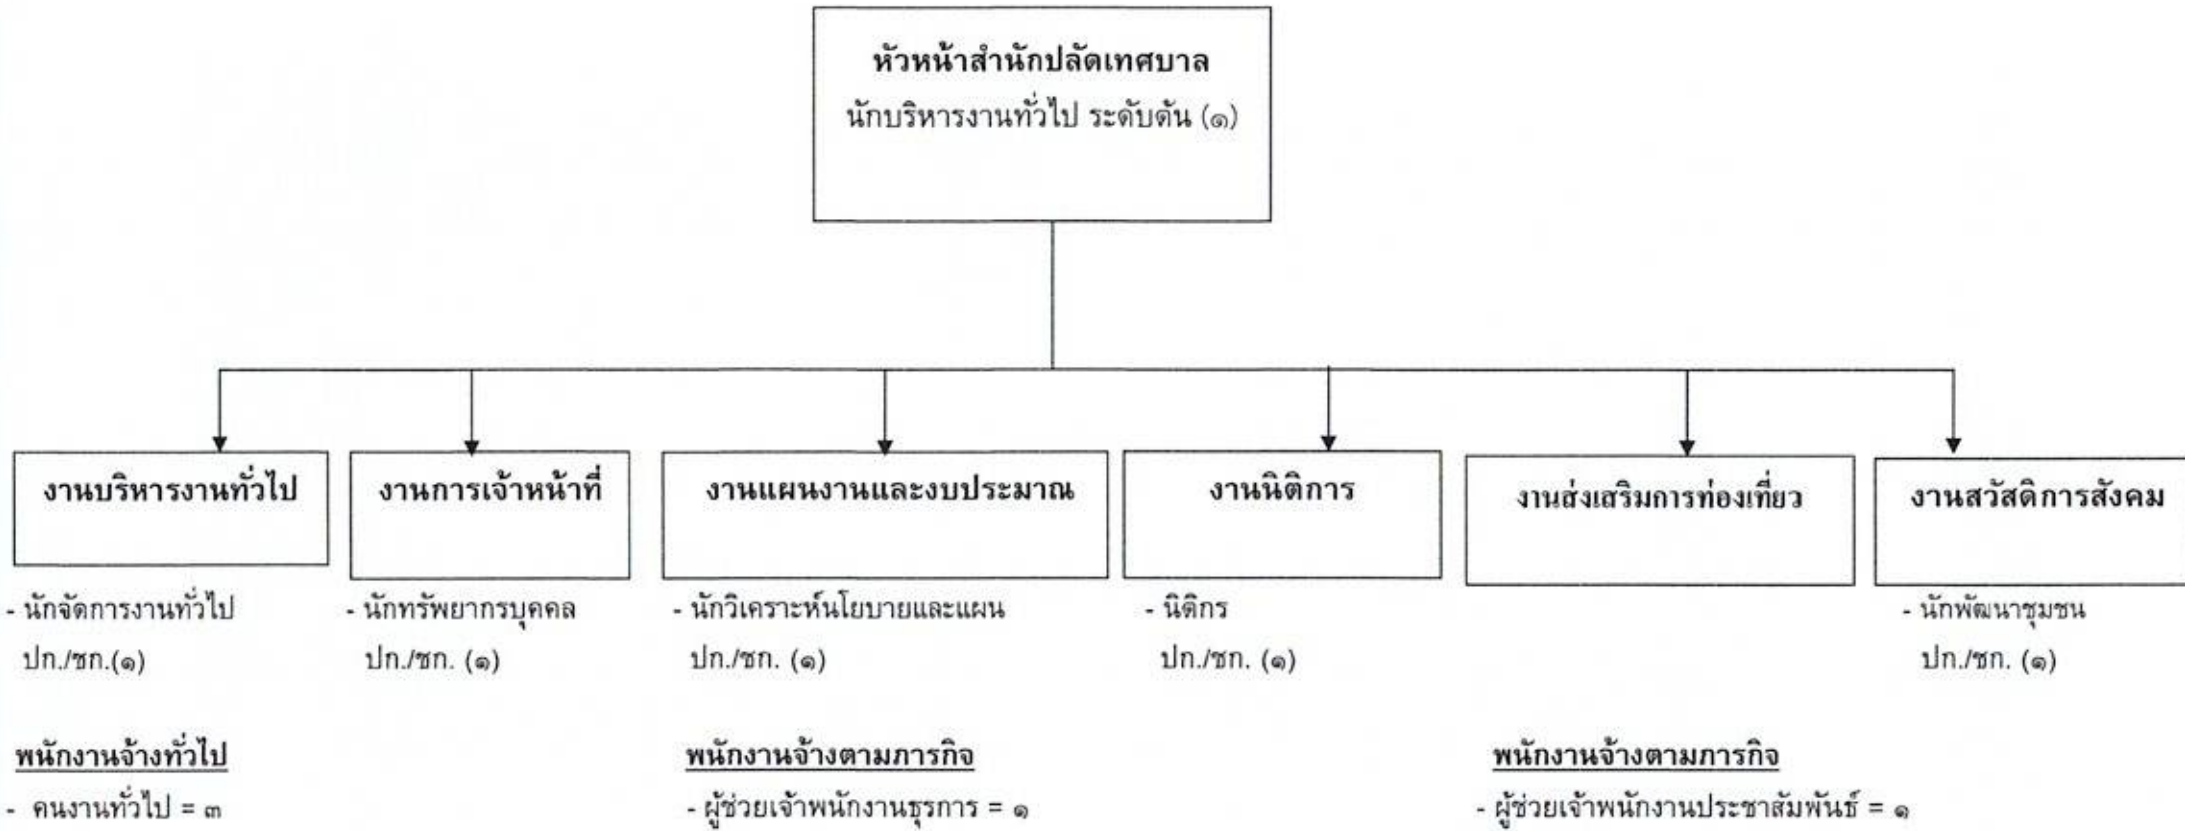 หัวหน้าสำนักปลัดเทศบาล
นักบริหารงานทั่วไป ระดับต้น (๑)
งานบริหารงานทั่วไป
- นักจัดการงานทั่วไป
ปก./ชก.(๑)
พนักงานจ้างทั่วไป
- คนงานทั่วไป = ๓
งานการเจ้าหน้าที่
- นักทรัพยากรบุคคล
ปก./ชก. (๑)
งานแผนงานและงบประมาณ
- นักวิเคราะห์นโยบายและแผน
ปก./ชก. (๑)
พนักงานจ้างตามภารกิจ
- ผู้ช่วยเจ้าพนักงานธุรการ = ๑
งานนิติการ
- นิติกร
ปก./ชก. (๑)
งานส่งเสริมการท่องเที่ยว
พนักงานจ้างตามภารกิจ
- ผู้ช่วยเจ้าพนักงานประชาสัมพันธ์ = ๑
งานสวัสดิการสังคม
- นักพัฒนาชุมชน
ปก./ชก. (๑)